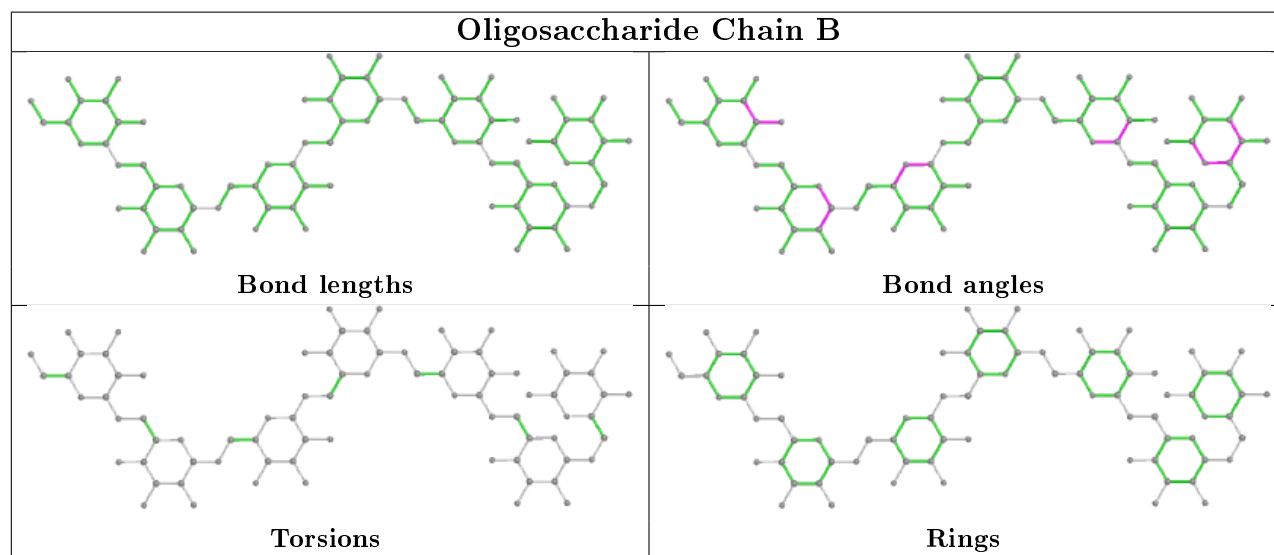 Oligosaccharide Chain B
Bond lengths
Bond angles
Torsions
Rings